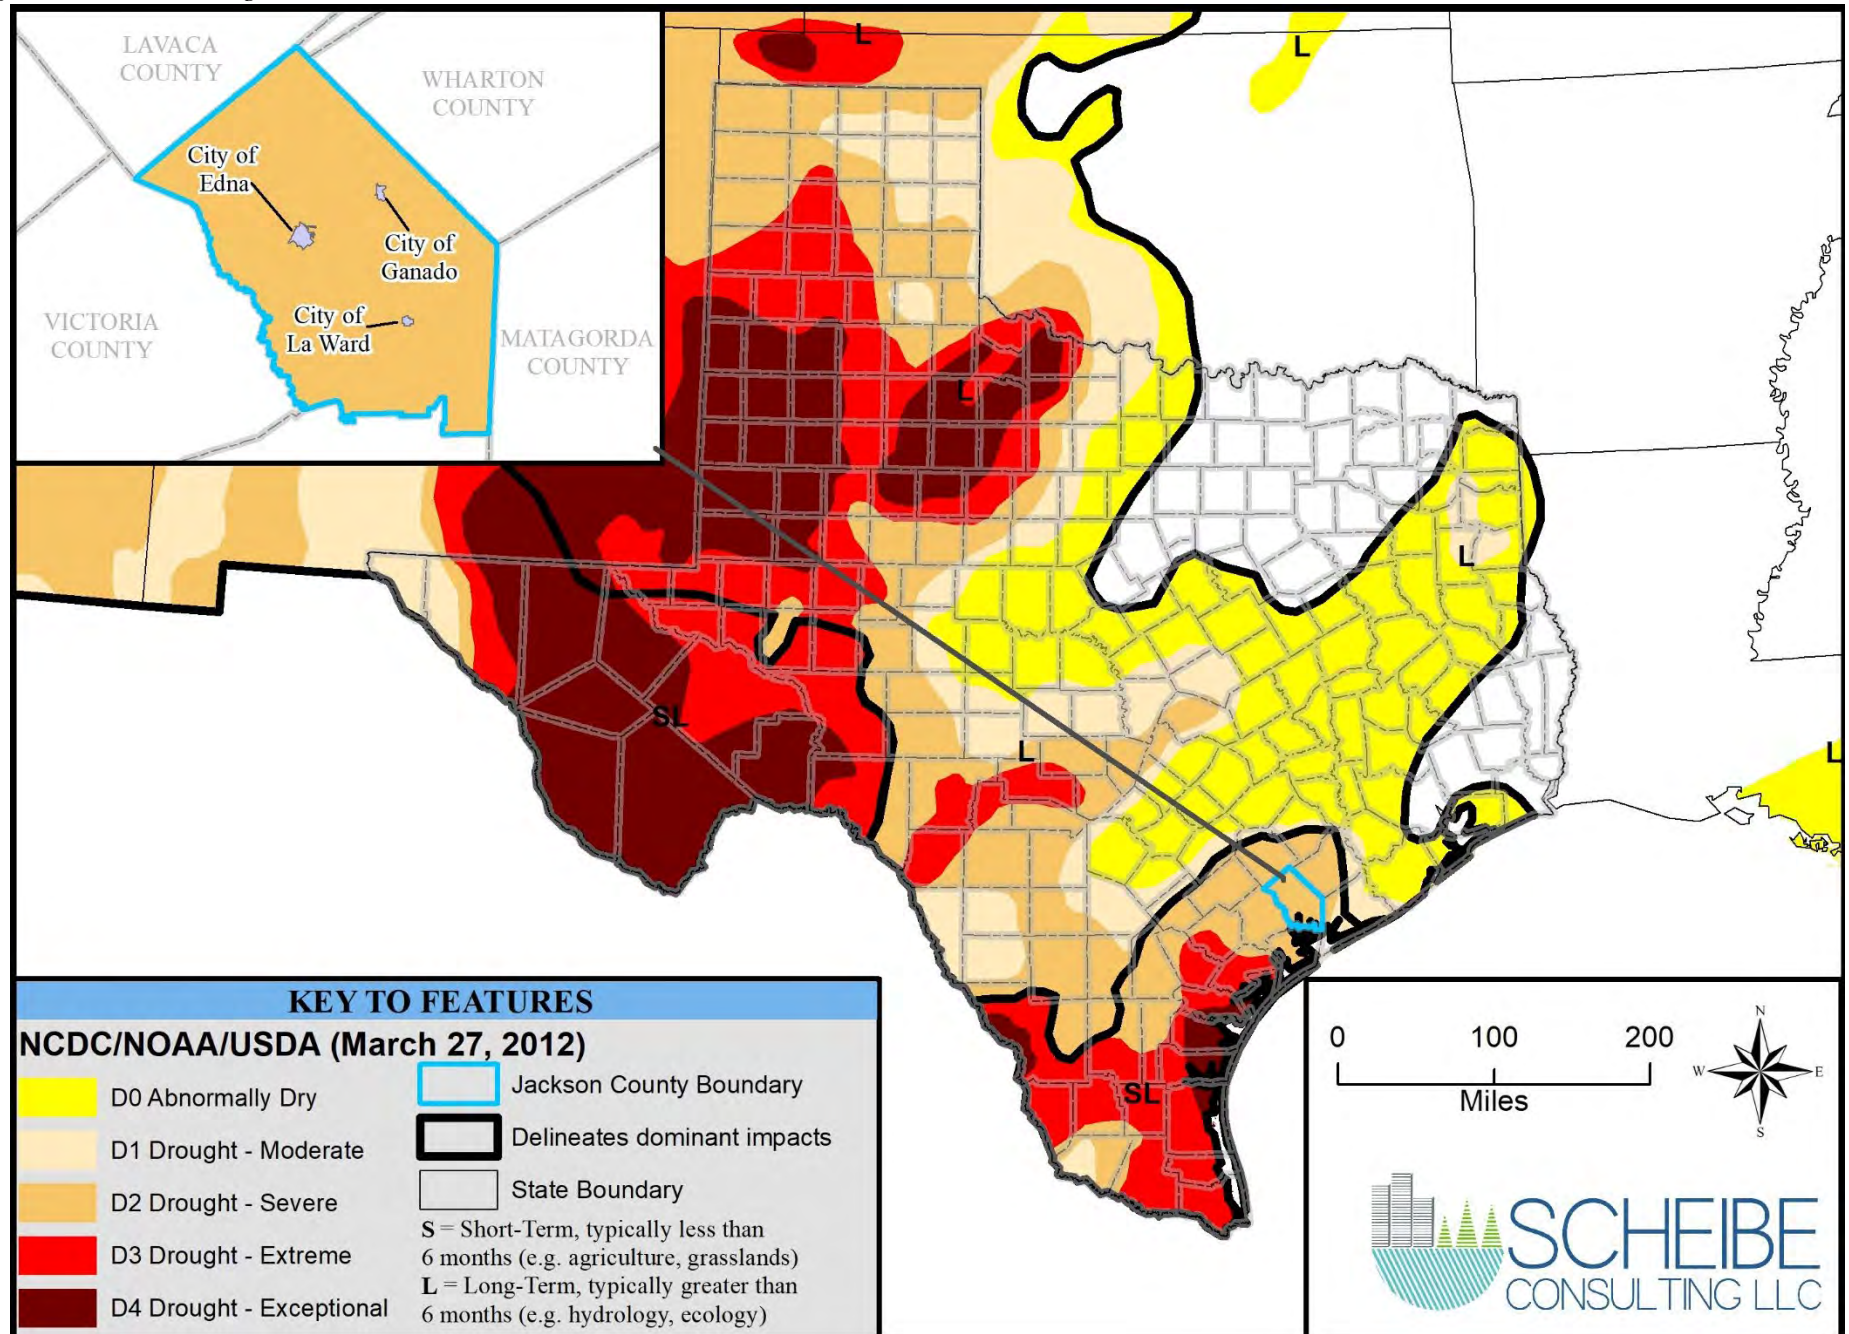 LAVACA
COUNTY
WHARTON
COUNTY
City of
Edna
City of
Ganado
City of
La Ward
VICTORIA
COUNTY
MATAGORDA
COUNTY
L
L
L
L
SL
L
L
SL
KEY TO FEATURES
NCDC/NOAA/USDA (March 27, 2012)
D0 Abnormally Dry
D1 Drought - Moderate
D2 Drought - Severe
D3 Drought - Extreme
D4 Drought - Exceptional
Jackson County Boundary
Delineates dominant impacts
State Boundary
S = Short-Term, typically less than
6 months (e.g. agriculture, grasslands)
L = Long-Term, typically greater than
6 months (e.g. hydrology, ecology)
0 100 200
Miles
N
W E
S
SCHEIBE
CONSULTING LLC